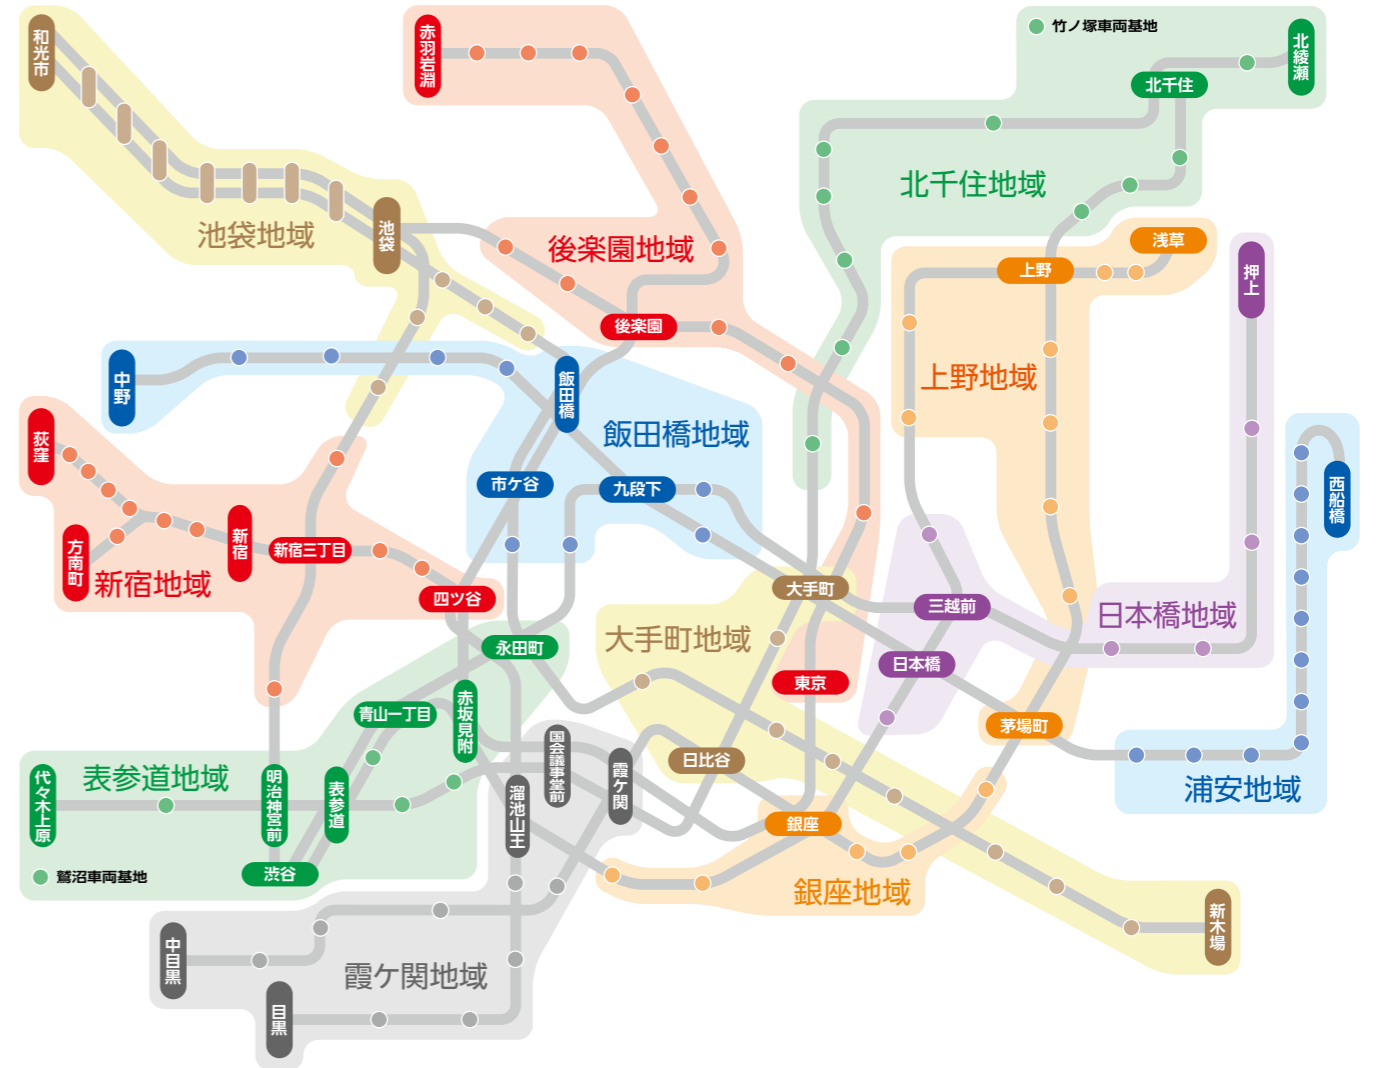 和光市
赤羽岩淵
竹ノ塚車両基地
北綾瀬
北千住
北千住地域
池袋
池袋地域
後楽園地域
後楽園
浅草
上野
押上
上野地域
中野
飯田橋
飯田橋地域
荻窪
市ケ谷
九段下
西船橋
方南町
新宿
新宿三丁目
新宿地域
四ツ谷
大手町
三越前
日本橋地域
大手町地域
永田町
日本橋
東京
赤坂見附
青山一丁目
茅場町
国会議事堂前
霞ケ関
日比谷
代々木上原
表参道地域
明治神宮前
表参道
溜池山王
浦安地域
銀座
渋谷
鷺沼車両基地
銀座地域
新木場
中目黒
霞ケ関地域
目黒